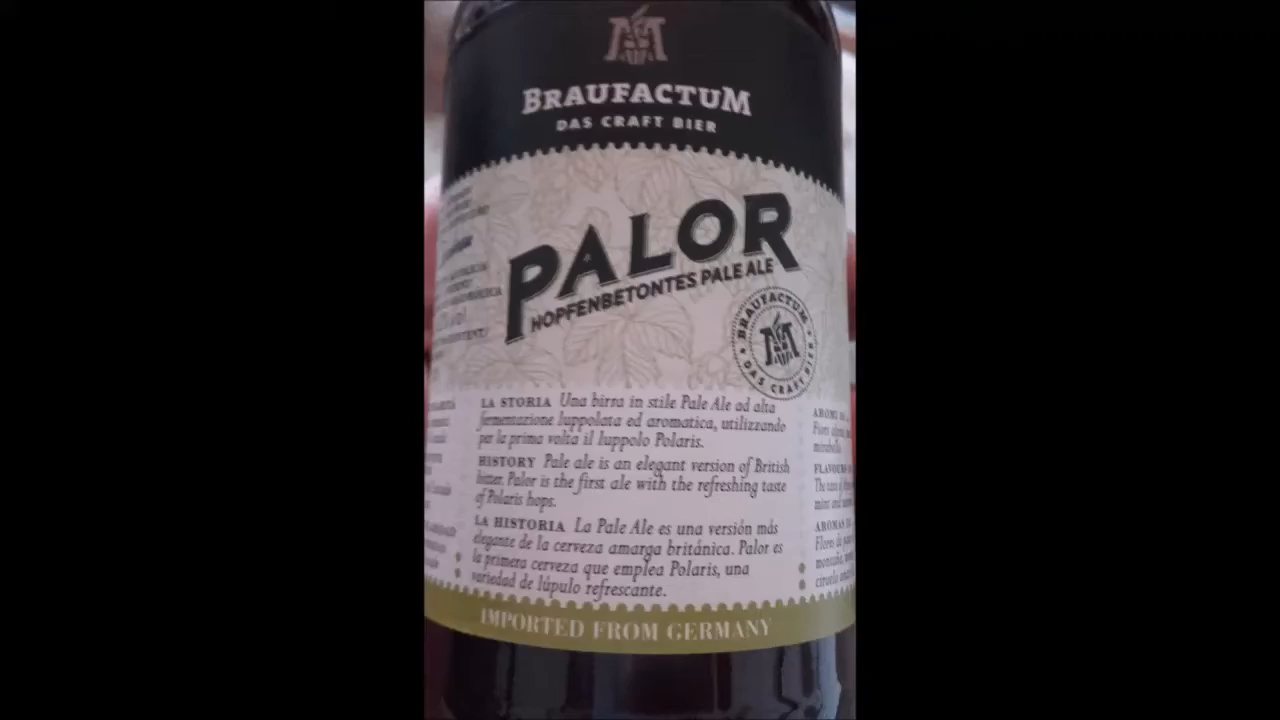 BRAUFACTUM
DAS CRAFT BIER
PALOR
HOPFENBETONTES PALE ALE
BRAUFACTUM
DAS CRAFT BIER
LA STORIA Una birra in stile Pale Ale ad alta
fermentazione luppolata ed aromatica, utilizzando
per la prima volta il luppolo Polaris.
HISTORY Pale ale is an elegant version of British
bitter. Palor is the first ale with the refreshing taste
of Polaris hops.
LA HISTORIA La Pale Ale es una versión más
elegante de la cerveza amarga británica. Palor es
la primera cerveza que emplea Polaris, una
variedad de lúpulo refrescante.
IMPORTED FROM GERMANY